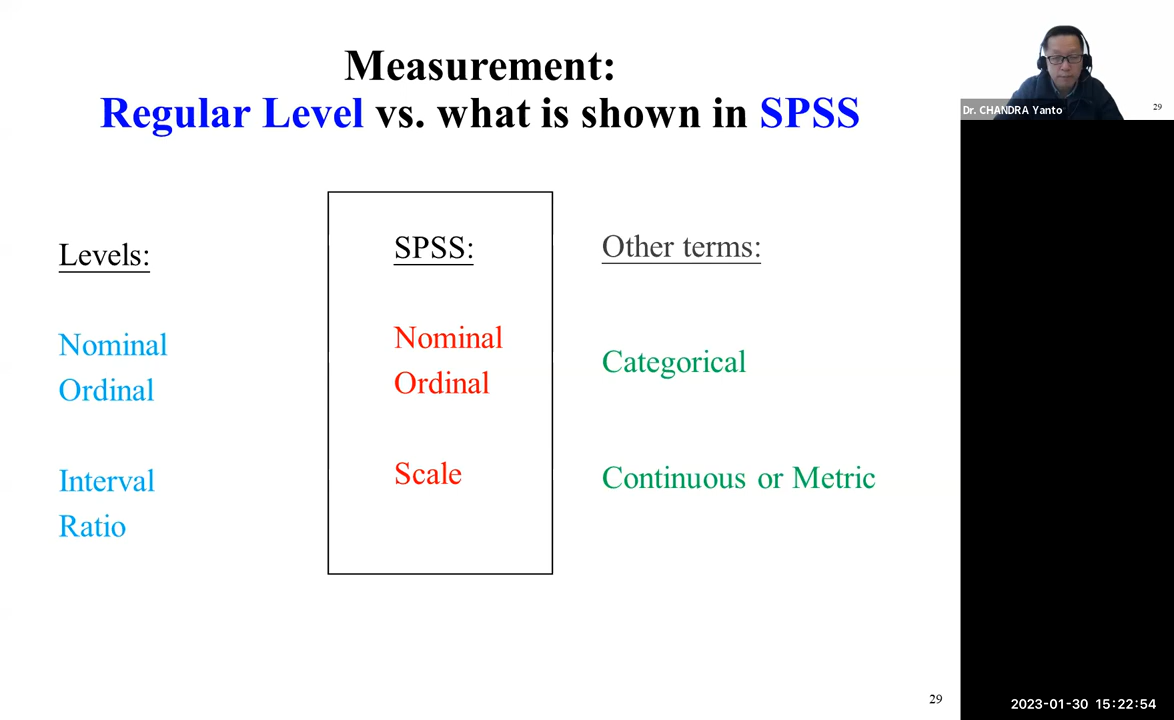 Measurement:
Regular Level vs. what is shown in SPSS
Levels:
Nominal
Ordinal
Interval
Ratio
SPSS:
Nominal
Ordinal
Scale
Other terms:
Categorical
Continuous or Metric
29
Dr. CHANDRA Yanto
29
2023-01-30 15:22:54